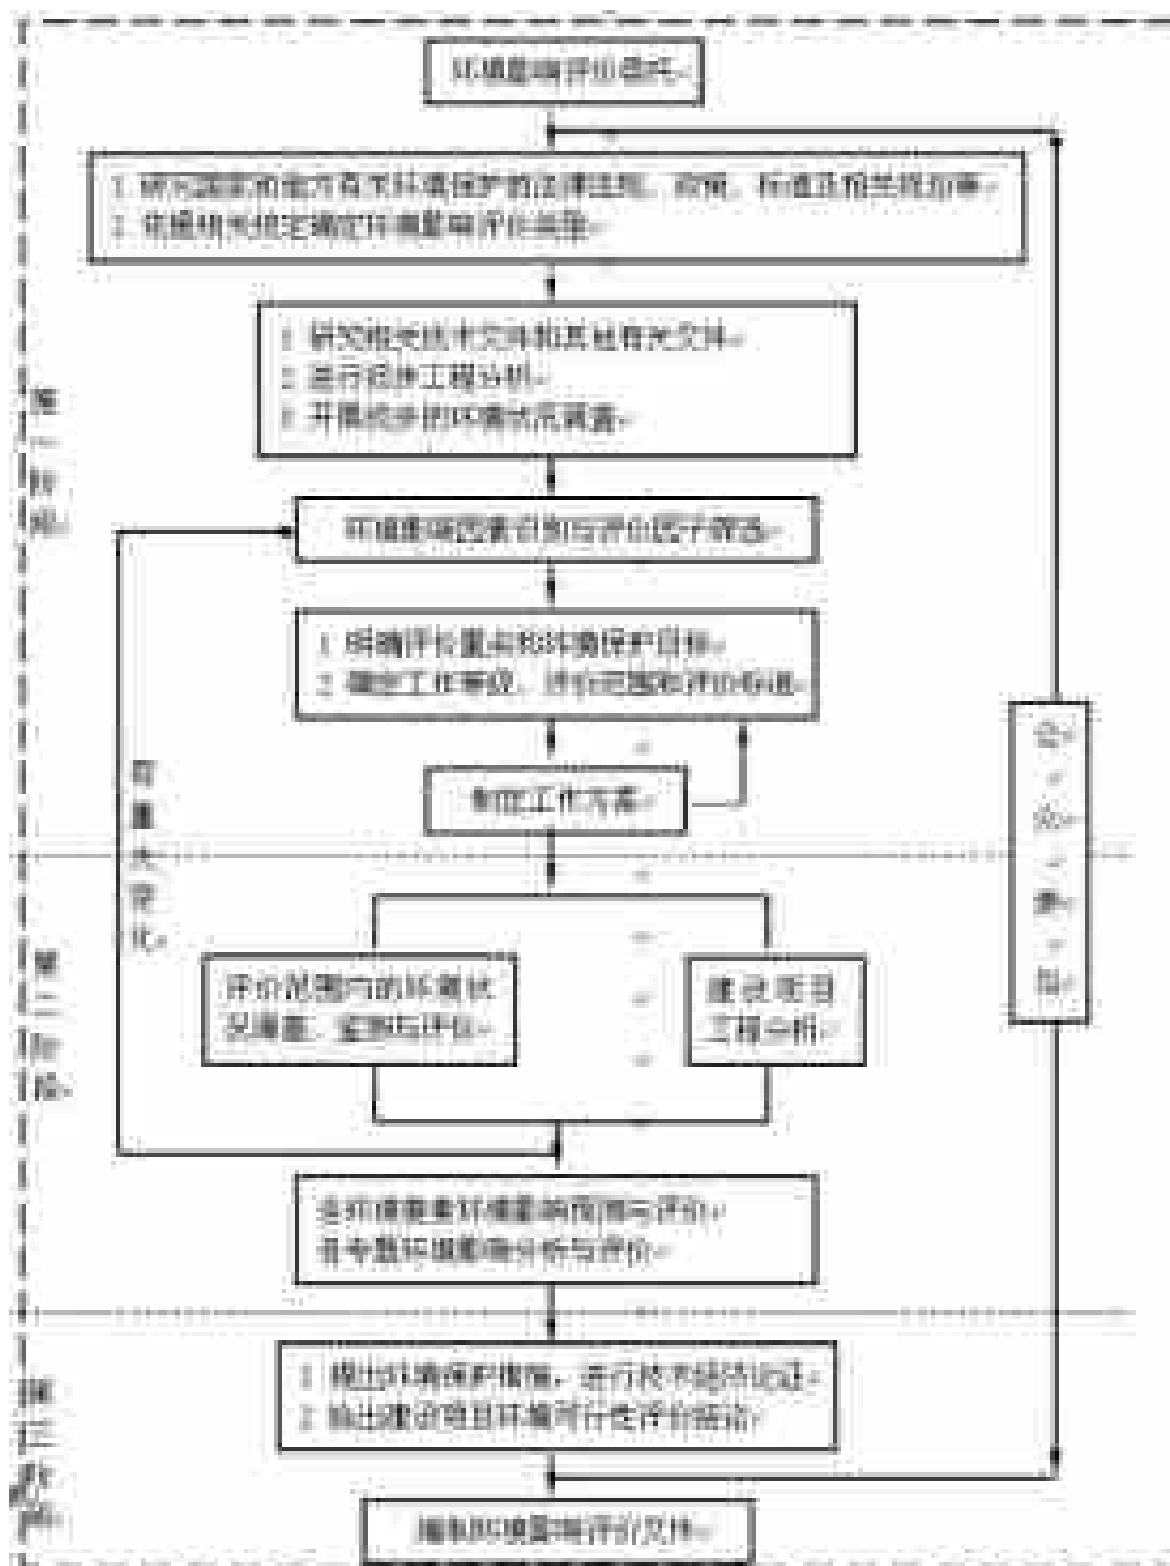 环境影响评价委托
1 研究国家和地方有关环境保护的法律法规、政策、标准及相关规划等
2 依据相关规定确定环境影响评价类型
1 研究相关技术文件和其他有关文件
2 进行初步工程分析
3 开展初步的环境状况调查
第一阶段
环境影响因素识别与评价因子筛选
1 明确评价重点和环境保护目标
2 确定工作等级、评价范围和评价标准
制定工作方案
有重大变化
公众参与
第二阶段
评价范围内的环境状
况调查、监测与评价
建设项目
工程分析
各环境要素环境影响预测与评价
各专题环境影响分析与评价
第三阶段
1 提出环境保护措施，进行技术经济论证
2 给出建设项目环境可行性评价结论
编制环境影响评价文件